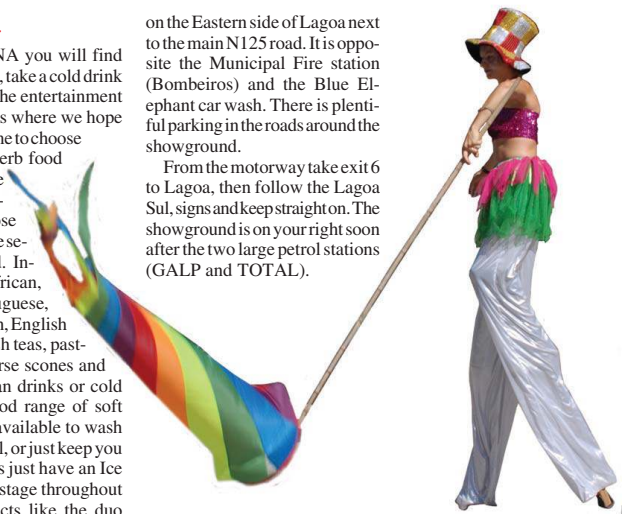 NA you will find
, take a cold drink
he entertainment
s where we hope
ne to choose
erb food
e
-
ose
e se-
l. In-
rican,
uguese,
n, English
h teas, past-
rse scones and
an drinks or cold
od range of soft
vailable to wash
l, or just keep you
s just have an Ice
stage throughout
cts like the duo
on the Eastern side of Lagoa next
to the main N125 road. It is oppo-
site the Municipal Fire station
(Bombeiros) and the Blue El-
ephant car wash. There is plenti-
ful parking in the roads around the
showground.
From the motorway take exit 6
to Lagoa, then follow the Lagoa
Sul, signs and keep straight on. The
showground is on your right soon
after the two large petrol stations
(GALP and TOTAL).